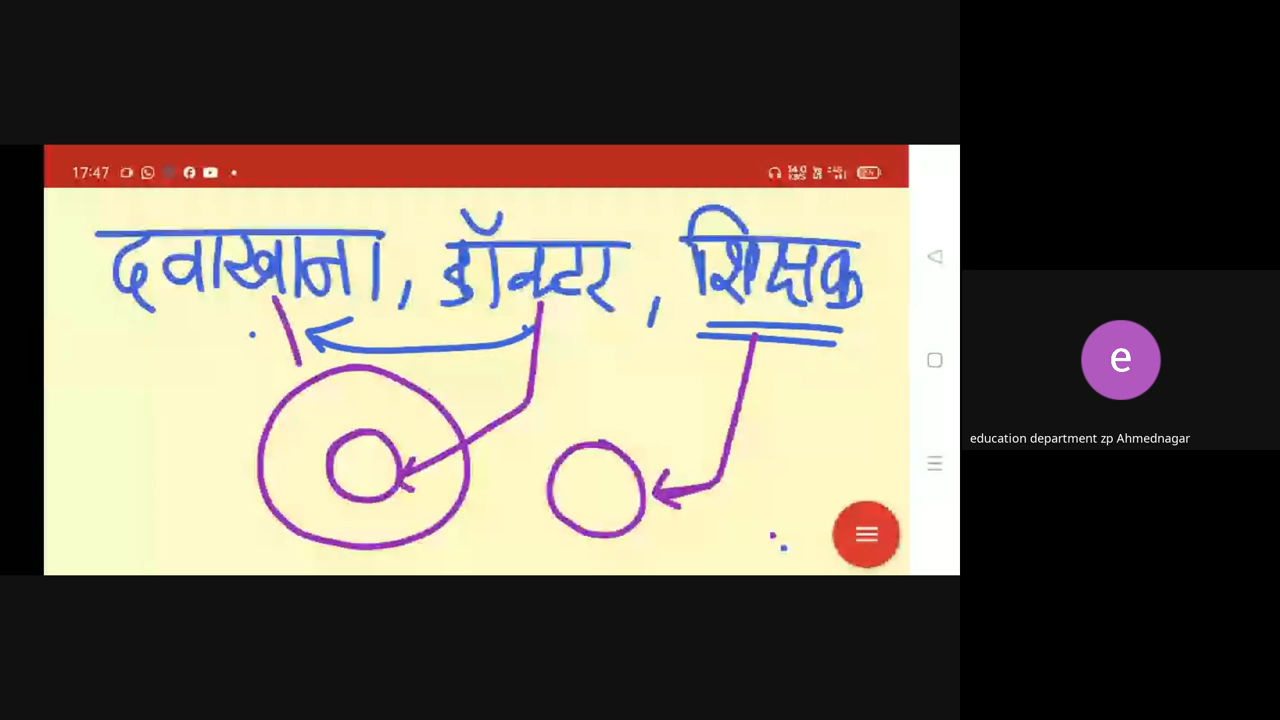 17:47
दवाखाना, डॉक्टर, शिक्षक
e
education department zp Ahmednagar